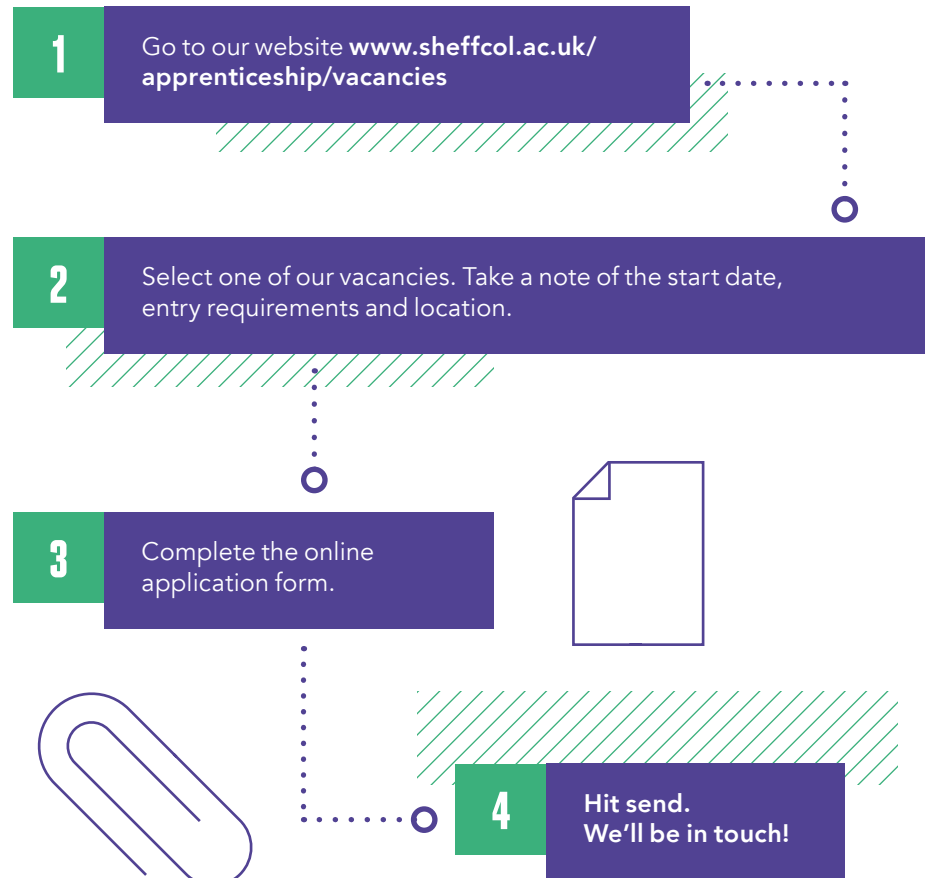 1
Go to our website www.sheffcol.ac.uk/
apprenticeship/vacancies
2
Select one of our vacancies. Take a note of the start date,
entry requirements and location.
3
Complete the online
application form.
4
Hit send.
We’ll be in touch!